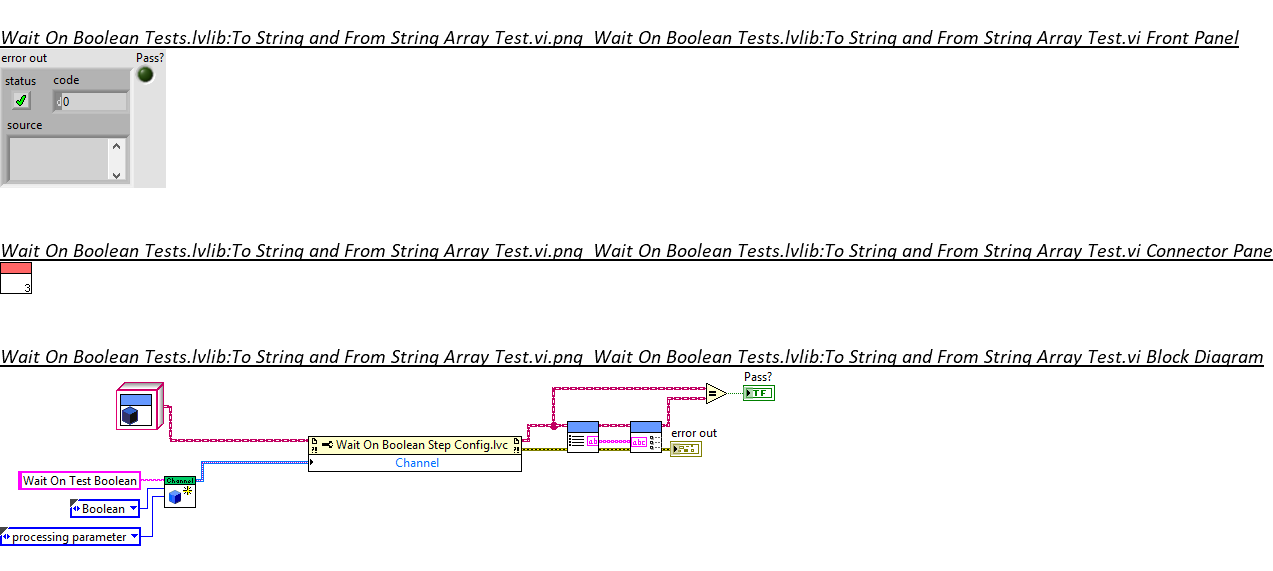 Wait On Boolean Tests.lvlib:To String and From String Array Test.vi.png  Wait On Boolean Tests.lvlib:To String and From String Array Test.vi Front Panel
error out
Pass?
status
code
d 0
source
Wait On Boolean Tests.lvlib:To String and From String Array Test.vi.png  Wait On Boolean Tests.lvlib:To String and From String Array Test.vi Connector Pane
3
Wait On Boolean Tests.lvlib:To String and From String Array Test.vi.png  Wait On Boolean Tests.lvlib:To String and From String Array Test.vi Block Diagram
Pass?
TF
=
Wait On Boolean Step Config.lvc
?!
?!
Channel
ab
abc
error out
Wait On Test Boolean
Channel
Boolean
processing parameter